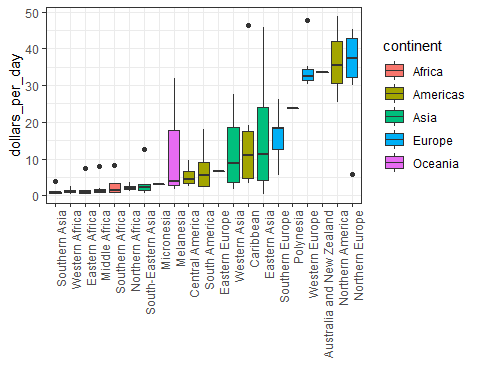 dollars_per_day
50
40
30
20
10
0
Southern Asia
Western Africa
Eastern Africa
Middle Africa
Southern Africa
Northern Africa
South-Eastern Asia
Micronesia
Melanesia
Central America
South America
Eastern Europe
Western Asia
Caribbean
Eastern Asia
Southern Europe
Polynesia
Western Europe
Australia and New Zealand
Northern America
Northern Europe
continent
Africa
Americas
Asia
Europe
Oceania